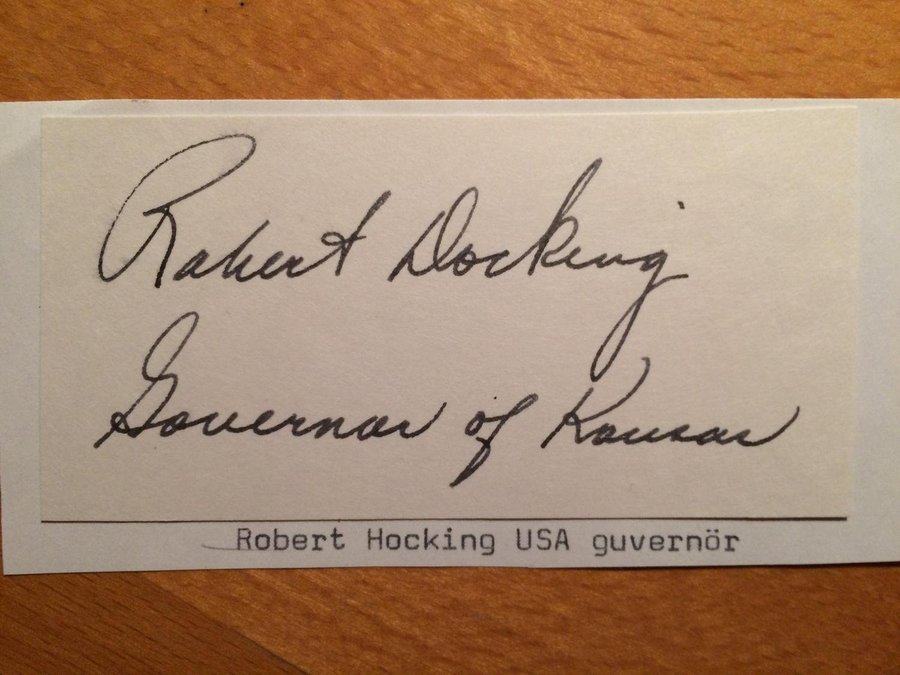 Robert Docking
Governor of Kansas
Robert Hocking USA guvernör